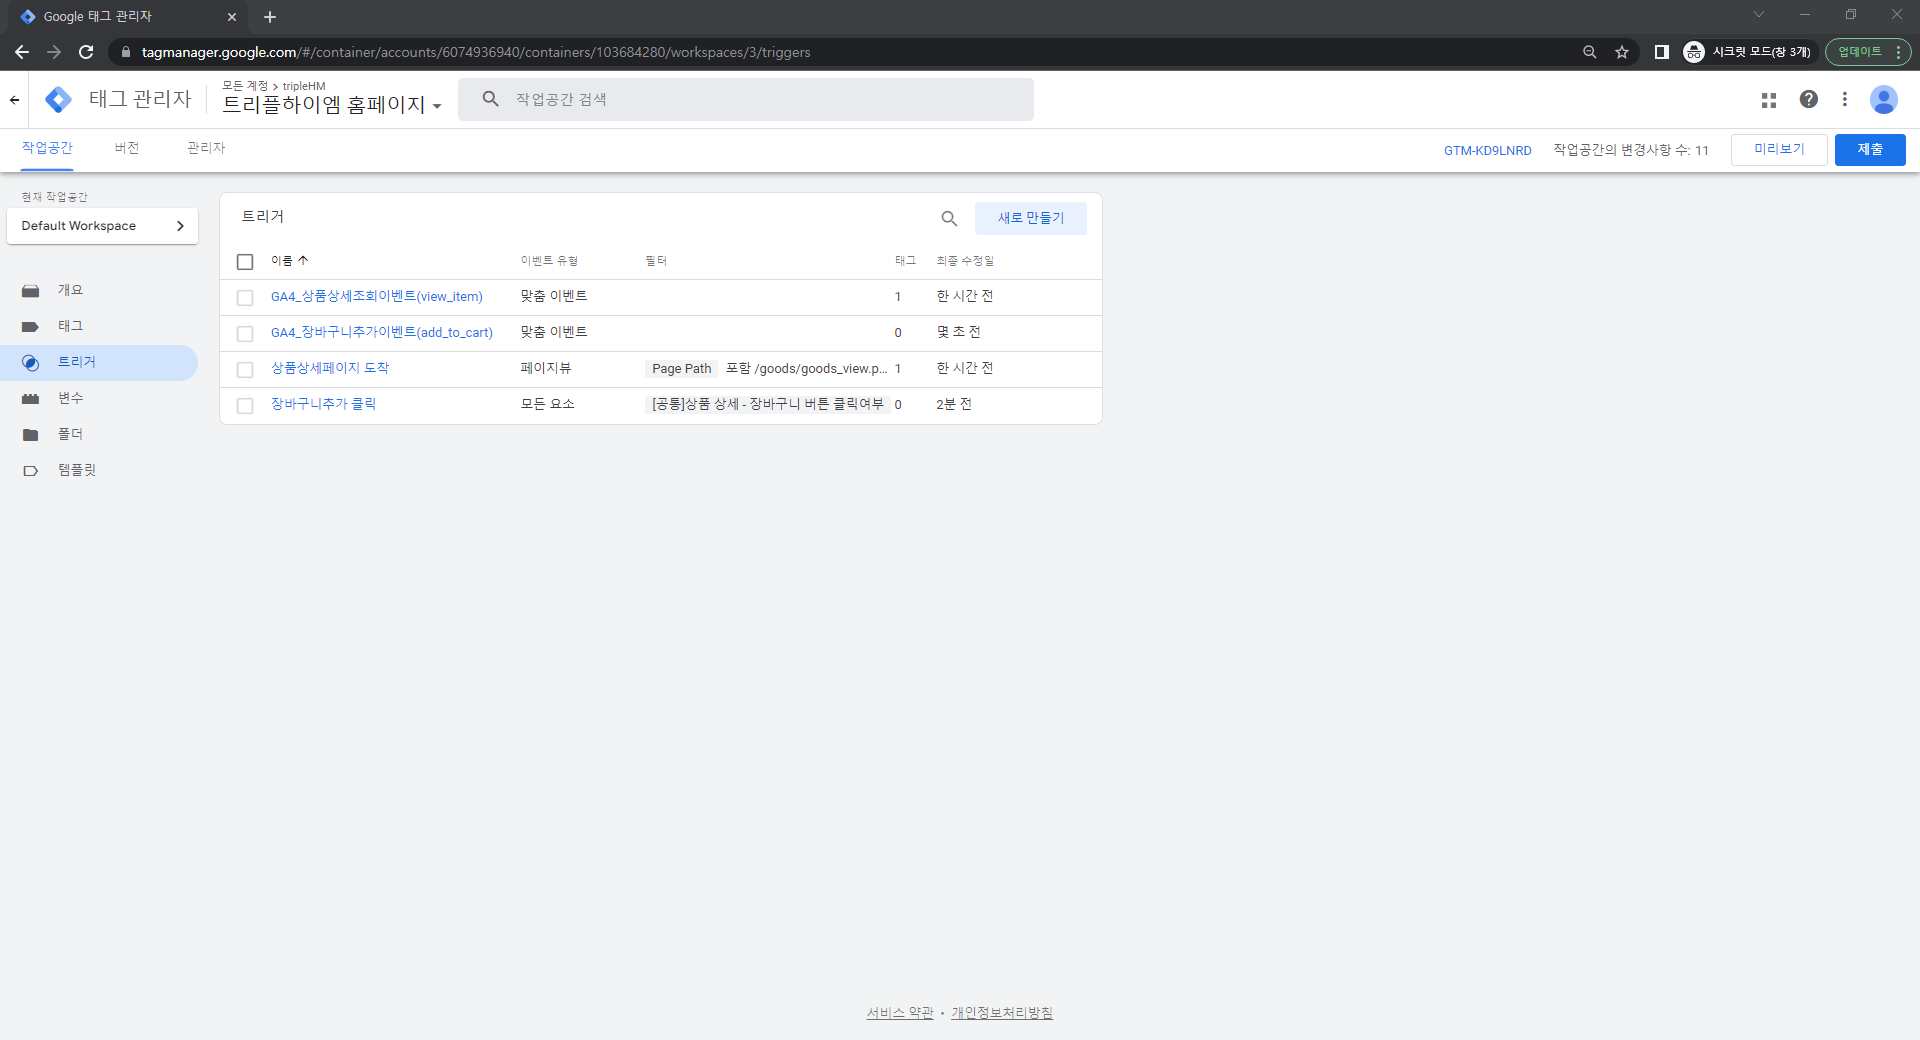 Google 태그 관리자
tagmanager.google.com/#/container/accounts/6074936940/containers/103684280/workspaces/3/triggers
시크릿 모드(창 3개)
업데이트
태그 관리자
모든 계정 > tripleHM
트리플하이엠 홈페이지
작업공간 검색
작업공간
버전
관리자
GTM-KD9LNRD
작업공간의 변경사항 수: 11
미리보기
제출
현재 작업공간
Default Workspace
개요
태그
트리거
변수
폴더
템플릿
트리거
새로 만들기
이름 이벤트 유형 필터 태그 최종 수정일
GA4_상품상세조회이벤트(view_item) 맞춤 이벤트 1 한 시간 전
GA4_장바구니추가이벤트(add_to_cart) 맞춤 이벤트 0 몇 초 전
상품상세페이지 도착 페이지뷰 Page Path 포함 /goods/goods_view.p... 1 한 시간 전
장바구니추가 클릭 모든 요소 [공통]상품 상세 - 장바구니 버튼 클릭여부 0 2분 전
서비스 약관 • 개인정보처리방침